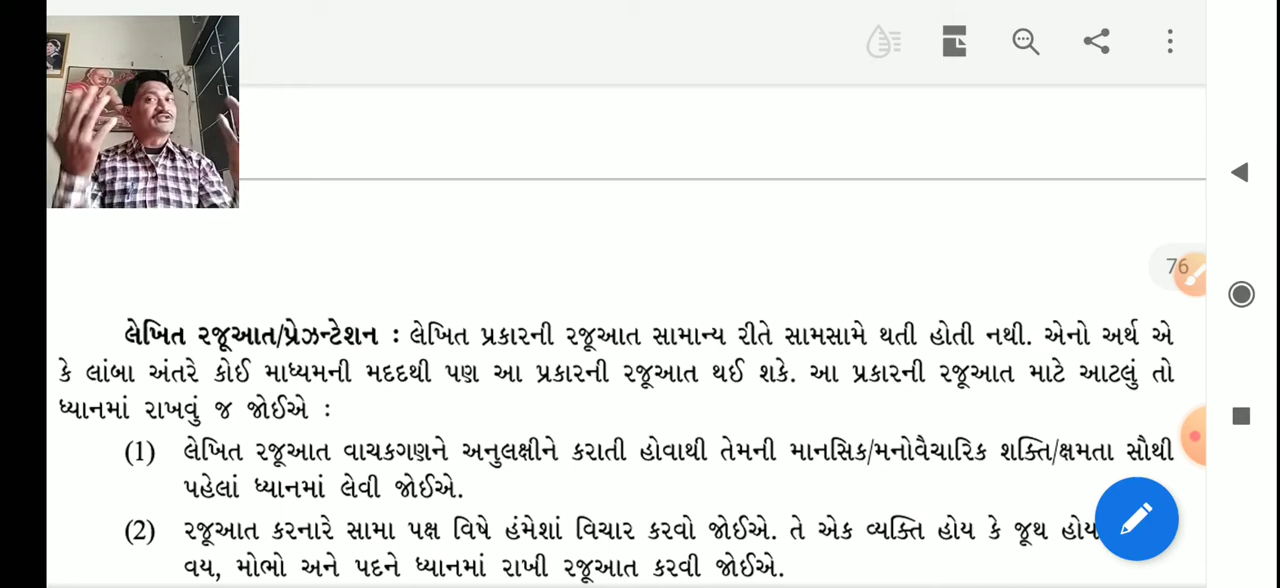 76
લેખિત રજૂઆત/પ્રેઝન્ટેશન : લેખિત પ્રકારની રજૂઆત સામાન્ય રીતે સામસામે થતી હોતી નથી. એનો અર્થ એ
કે લાંબા અંતરે કોઈ માધ્યમની મદદથી પણ આ પ્રકારની રજૂઆત થઈ શકે. આ પ્રકારની રજૂઆત માટે આટલું તો
ધ્યાનમાં રાખવું જ જોઈએ :
(1) લેખિત રજૂઆત વાચકગણને અનુલક્ષીને કરાતી હોવાથી તેમની માનસિક/મનોવૈચારિક શક્તિ/ક્ષમતા સૌથી
પહેલાં ધ્યાનમાં લેવી જોઈએ.
(2) રજૂઆત કરનારે સામા પક્ષ વિષે હંમેશાં વિચાર કરવો જોઈએ. તે એક વ્યક્તિ હોય કે જૂથ હોય
વય, મોભો અને પદને ધ્યાનમાં રાખી રજૂઆત કરવી જોઈએ.